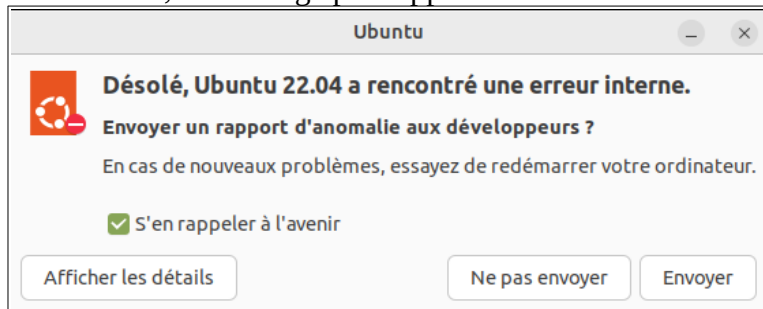 Ubuntu
Désolé, Ubuntu 22.04 a rencontré une erreur interne.
Envoyer un rapport d'anomalie aux développeurs ?
En cas de nouveaux problèmes, essayez de redémarrer votre ordinateur.
S'en rappeler à l'avenir
Afficher les détails Ne pas envoyer Envoyer